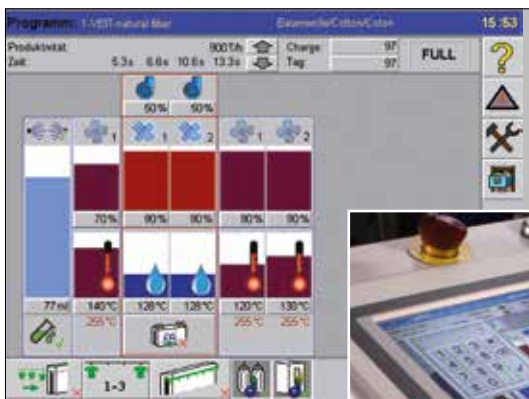 Programm: 1-VEST-natural fiber Baumwolle/Cotton/Coton 15:53
Produktivität: 900T/h Charge: 97 FULL
Zeit: 5.3s 6.6s 10.6s 13.3s Tag: 97
50% 50%
1 1 2 1 2
70% 90% 90% 90% 90%
77 ml 140°C 128°C 128°C 120°C 130°C
255°C 255°C 255°C
1-3